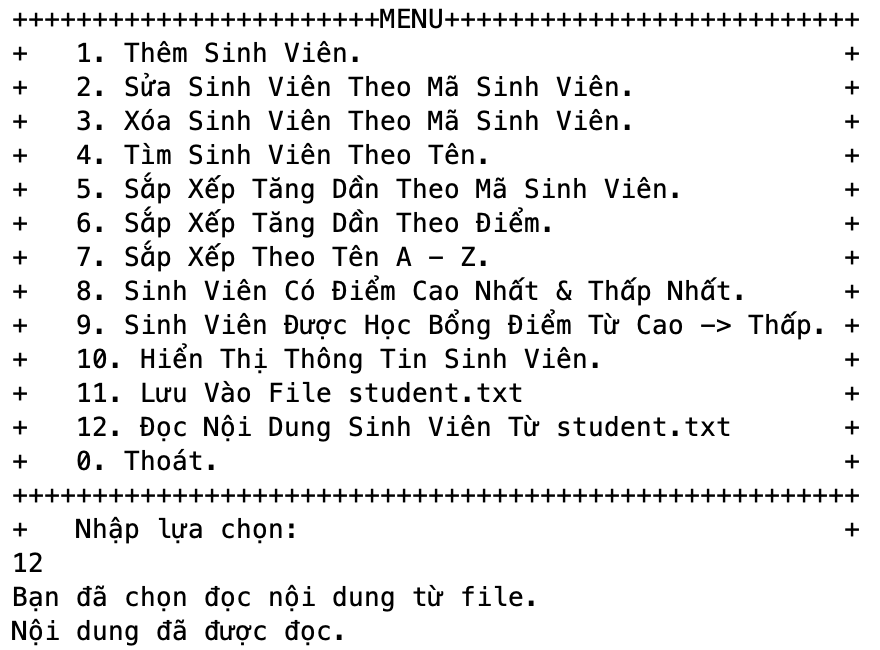 +++++++++++++++++++++++MENU++++++++++++++++++++++++++
+   1. Thêm Sinh Viên.                              +
+   2. Sửa Sinh Viên Theo Mã Sinh Viên.             +
+   3. Xóa Sinh Viên Theo Mã Sinh Viên.             +
+   4. Tìm Sinh Viên Theo Tên.                      +
+   5. Sắp Xếp Tăng Dần Theo Mã Sinh Viên.          +
+   6. Sắp Xếp Tăng Dần Theo Điểm.                  +
+   7. Sắp Xếp Theo Tên A - Z.                      +
+   8. Sinh Viên Có Điểm Cao Nhất & Thấp Nhất.      +
+   9. Sinh Viên Được Học Bổng Điểm Từ Cao -> Thấp. +
+   10. Hiển Thị Thông Tin Sinh Viên.               +
+   11. Lưu Vào File student.txt                    +
+   12. Đọc Nội Dung Sinh Viên Từ student.txt       +
+   0. Thoát.                                       +
+++++++++++++++++++++++++++++++++++++++++++++++++++++
+   Nhập lựa chọn:                                  +
12
Bạn đã chọn đọc nội dung từ file.
Nội dung đã được đọc.